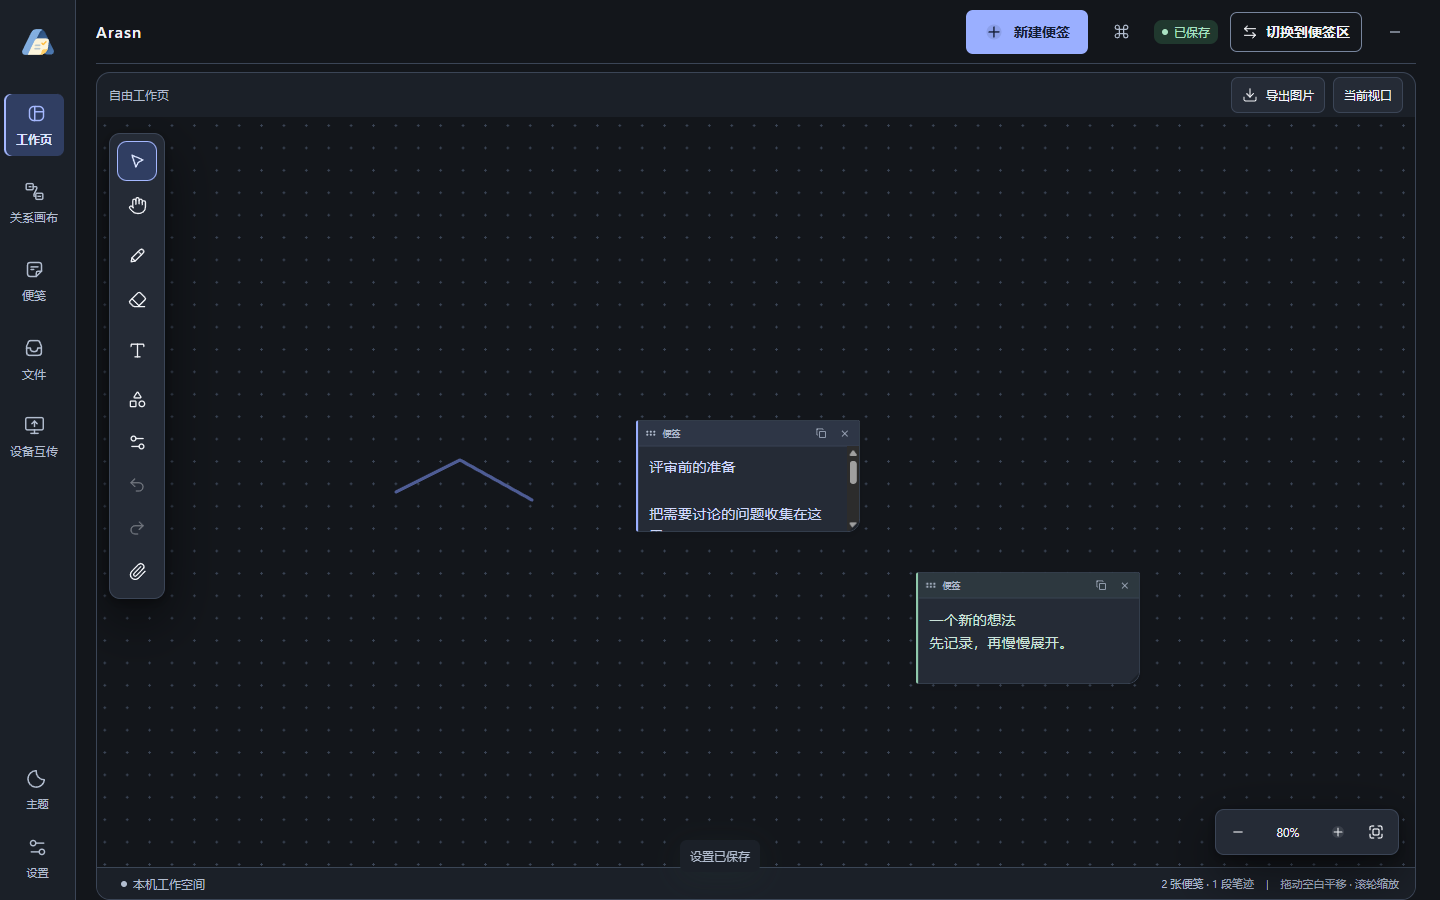 Arasn
新建便签
已保存
切换到便签区
工作页
关系画布
便笺
文件
设备互传
主题
设置
自由工作页
导出图片
当前视口
便签
评审前的准备
把需要讨论的问题收集在这
便签
一个新的想法
先记录，再慢慢展开。
80%
设置已保存
本机工作空间
2 张便笺 · 1 段笔迹 | 拖动空白平移 · 滚轮缩放